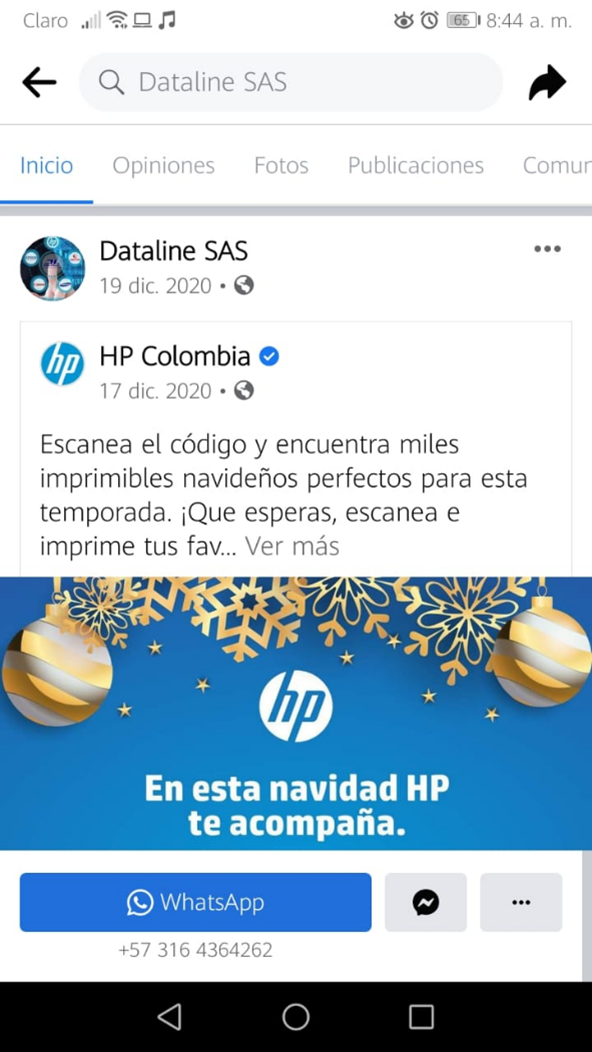 Claro 65 8:44 a. m.
Dataline SAS
Inicio Opiniones Fotos Publicaciones Comun
Dataline SAS
19 dic. 2020 •
hp HP Colombia
17 dic. 2020 •
Escanea el código y encuentra miles
imprimibles navideños perfectos para esta
temporada. ¡Que esperas, escanea e
imprime tus fav... Ver más
hp
En esta navidad HP
te acompaña.
WhatsApp
+57 316 4364262